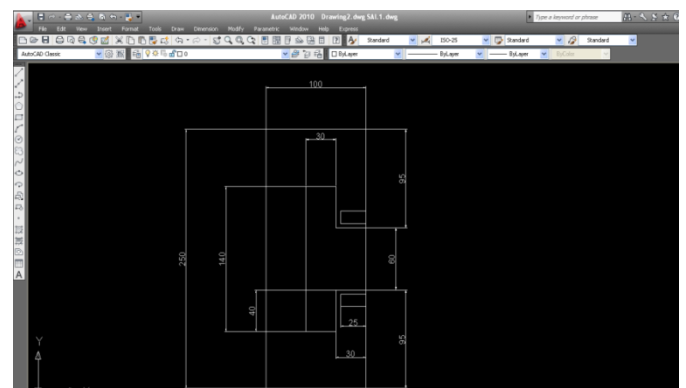 AutoCAD 2010 Drawing2.dwg SAI.1.dwg
Type a keyword or phrase
File Edit View Insert Format Tools Draw Dimension Modify Parametric Window Help Express
Standard ISO-25 Standard Standard
AutoCAD Classic 0 ByLayer ByLayer ByLayer ByColor
100
30
95
250
140
60
40
25
95
30
A
Y